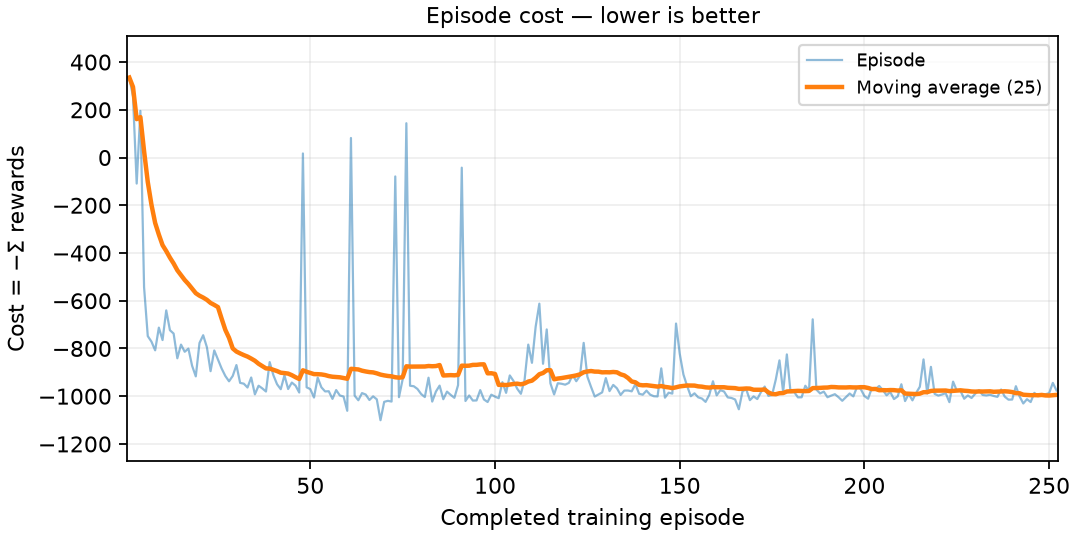 Episode cost — lower is better
Episode
Moving average (25)
Cost = −Σ rewards
400
200
0
−200
−400
−600
−800
−1000
−1200
50
100
150
200
250
Completed training episode